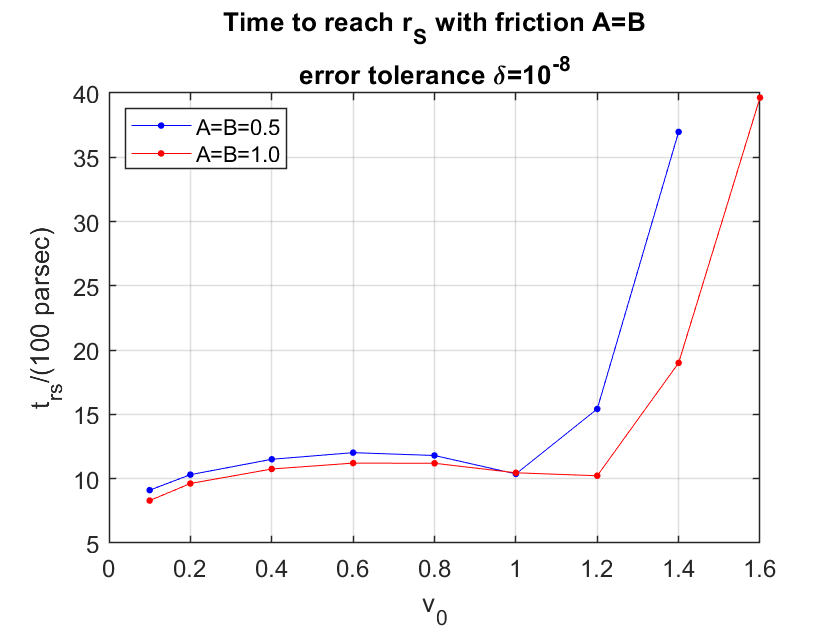 Time to reach r_S with friction A=B
error tolerance δ=10^-8
A=B=0.5
A=B=1.0
40
35
30
25
20
15
10
5
t_rs/(100 parsec)
0 0.2 0.4 0.6 0.8 1 1.2 1.4 1.6
v_0